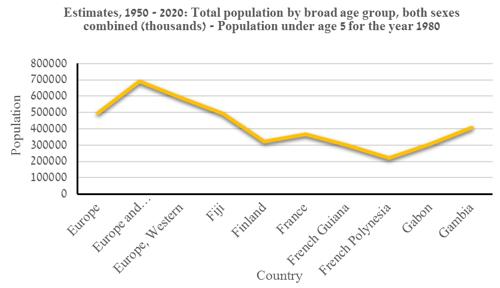 Estimates, 1950 - 2020: Total population by broad age group, both sexes
combined (thousands) - Population under age 5 for the year 1980
800000
700000
600000
500000
400000
300000
200000
100000
0
Population
Europe
Europe and...
Europe, Western
Fiji
Finland
France
French Guiana
French Polynesia
Gabon
Gambia
Country